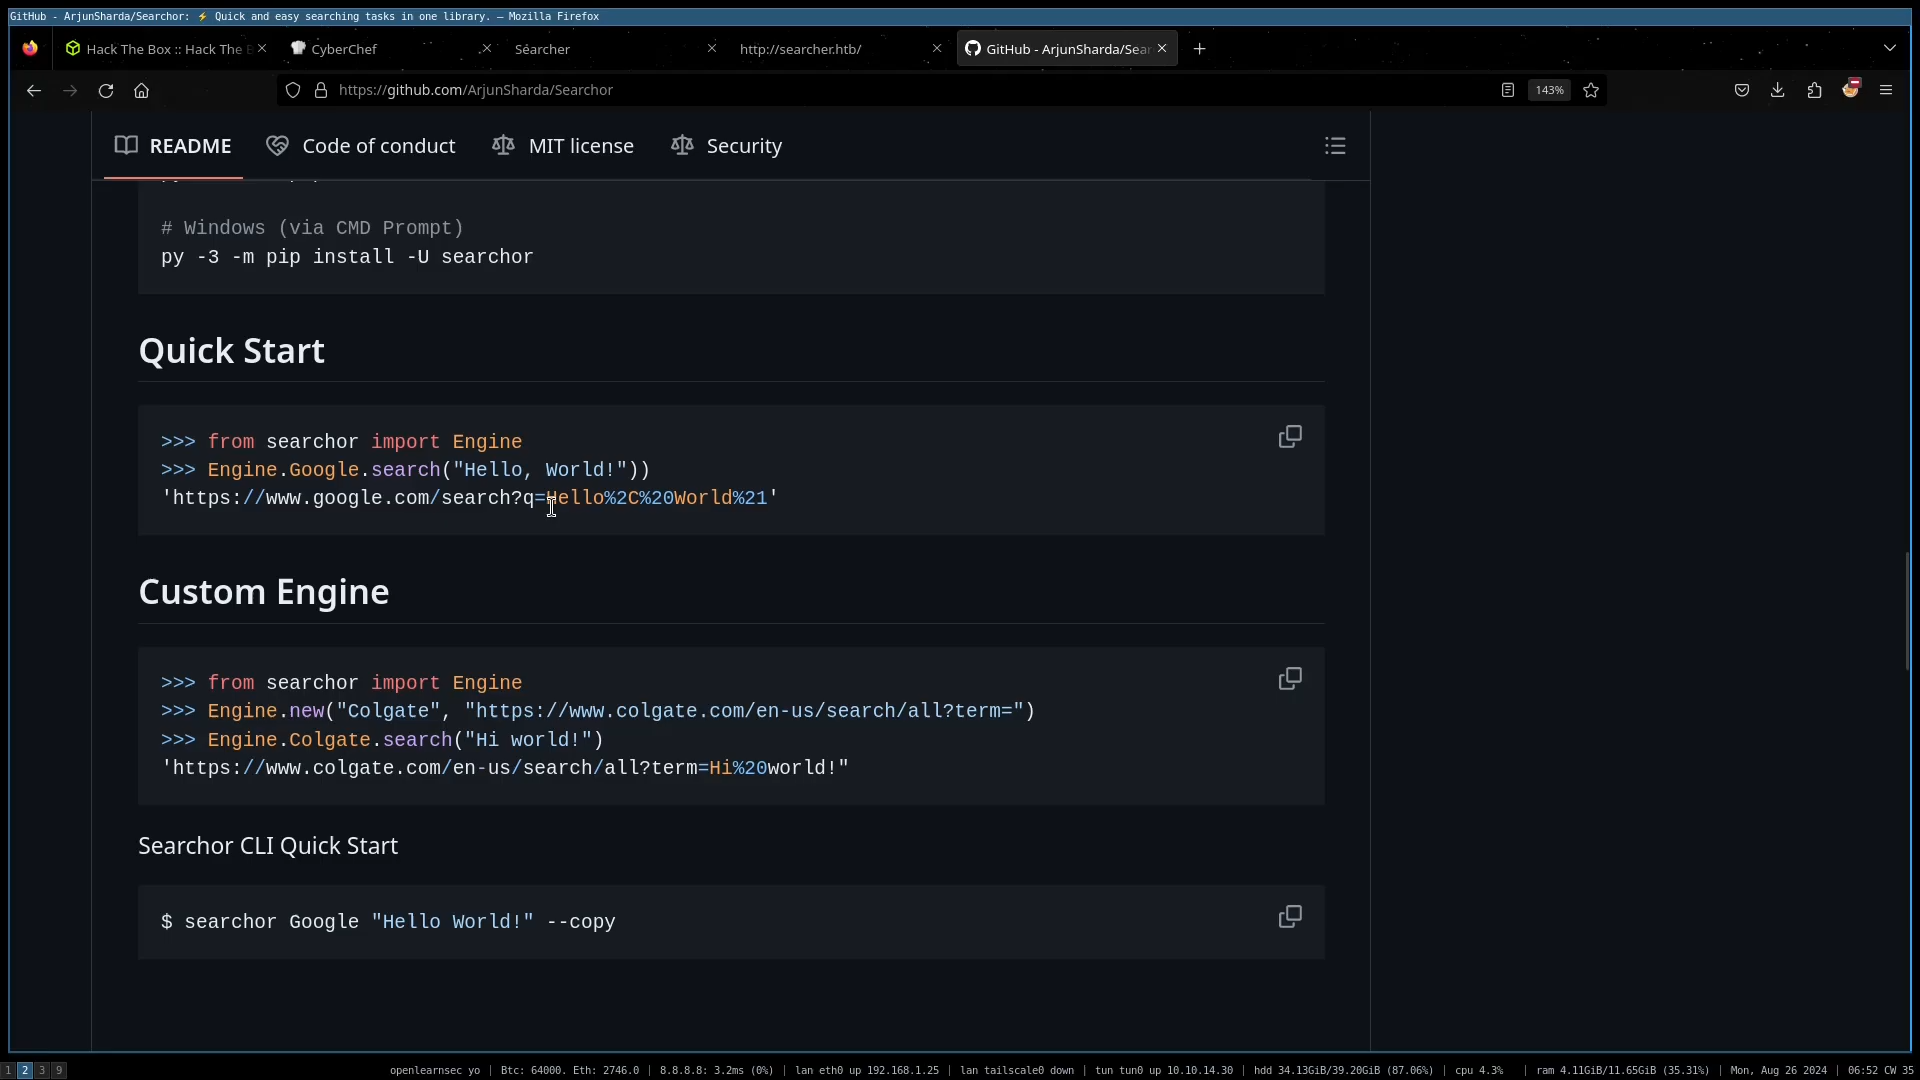 GitHub - ArjunSharda/Searchor: ⚡ Quick and easy searching tasks in one library. — Mozilla Firefox
Hack The Box :: Hack The B
CyberChef
Searcher
http://searcher.htb/
GitHub - ArjunSharda/Sear
https://github.com/ArjunSharda/Searchor
143%
README
Code of conduct
MIT license
Security
# Windows (via CMD Prompt)
py -3 -m pip install -U searchor
Quick Start
>>> from searchor import Engine
>>> Engine.Google.search("Hello, World!"))
'https://www.google.com/search?q=Hello%2C%20World%21'
Custom Engine
>>> from searchor import Engine
>>> Engine.new("Colgate", "https://www.colgate.com/en-us/search/all?term=")
>>> Engine.Colgate.search("Hi world!")
'https://www.colgate.com/en-us/search/all?term=Hi%20world!"
Searchor CLI Quick Start
$ searchor Google "Hello World!" --copy
1 2 3 9
openlearnsec yo | Btc: 64000. Eth: 2746.0 | 8.8.8.8: 3.2ms (0%) | lan eth0 up 192.168.1.25 | lan tailscale0 down | tun tun0 up 10.10.14.30 | hdd 34.13GiB/39.20GiB (87.06%) | cpu 4.3% | ram 4.11GiB/11.65GiB (35.31%) | Mon, Aug 26 2024 | 06:52 CW 35